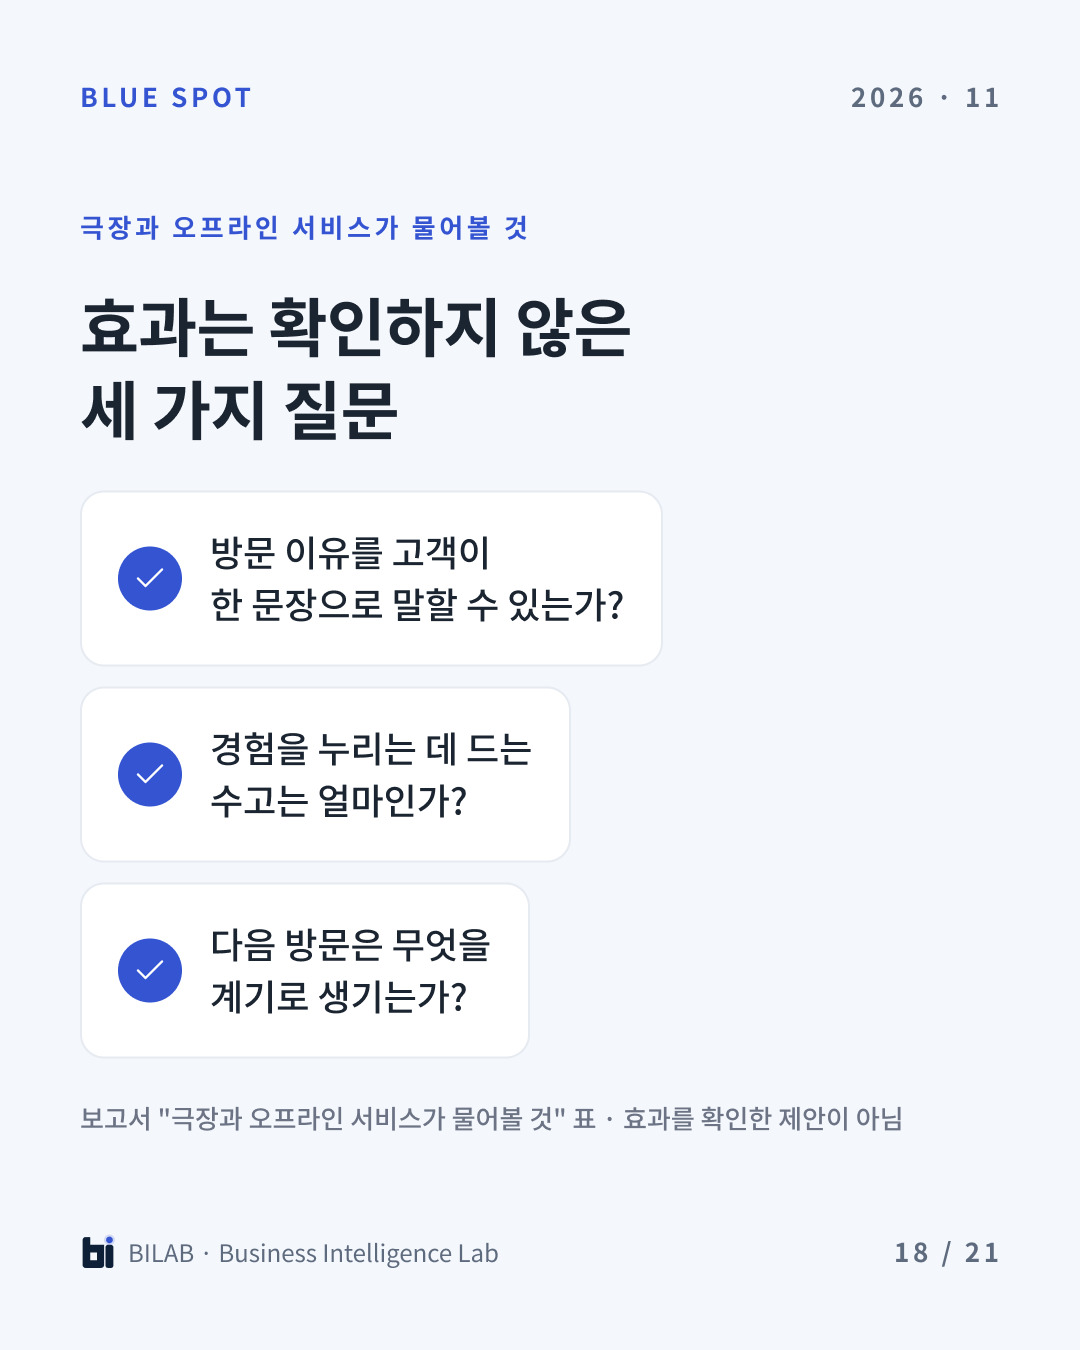 BLUE SPOT
2026 · 11
극장과 오프라인 서비스가 물어볼 것
효과는 확인하지 않은
세 가지 질문
방문 이유를 고객이
한 문장으로 말할 수 있는가?
경험을 누리는 데 드는
수고는 얼마인가?
다음 방문은 무엇을
계기로 생기는가?
보고서 "극장과 오프라인 서비스가 물어볼 것" 표 · 효과를 확인한 제안이 아님
bi BILAB · Business Intelligence Lab
18 / 21